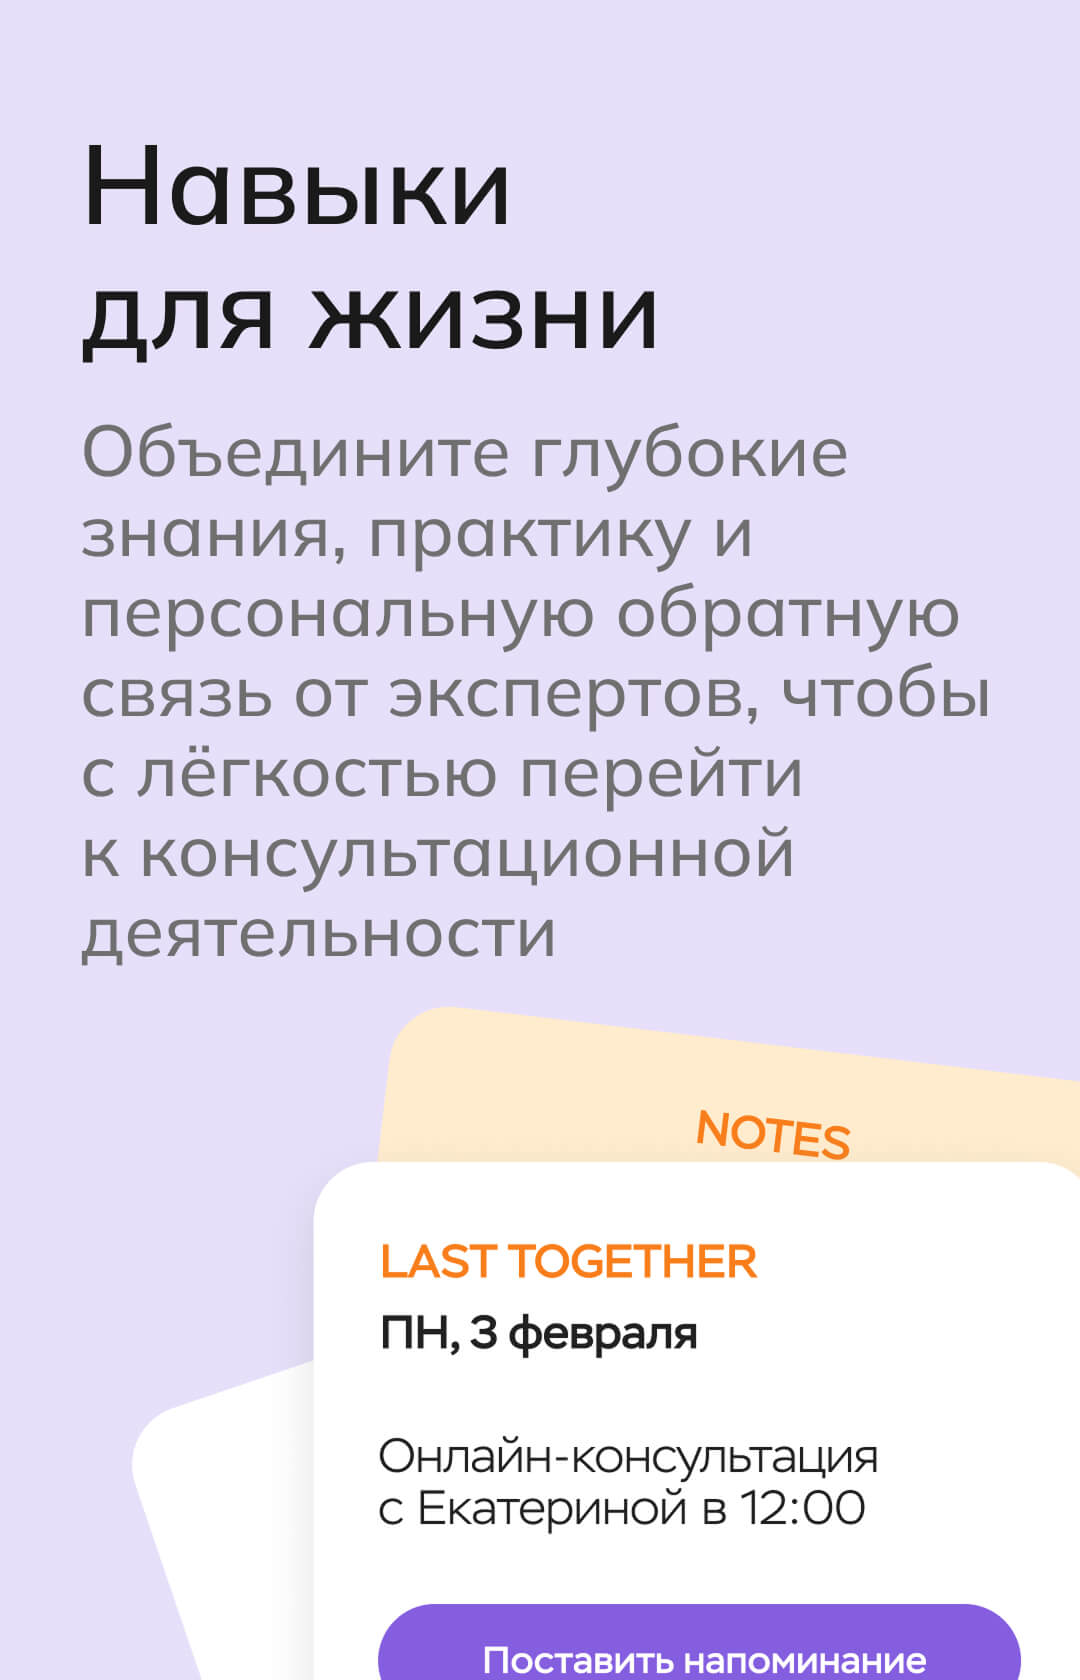 Навыки
для жизни
Объедините глубокие
знания, практику и
персональную обратную
связь от экспертов, чтобы
с лёгкостью перейти
к консультационной
деятельности
NOTES
LAST TOGETHER
ПН, 3 февраля
Онлайн-консультация
с Екатериной в 12:00
Поставить напоминание